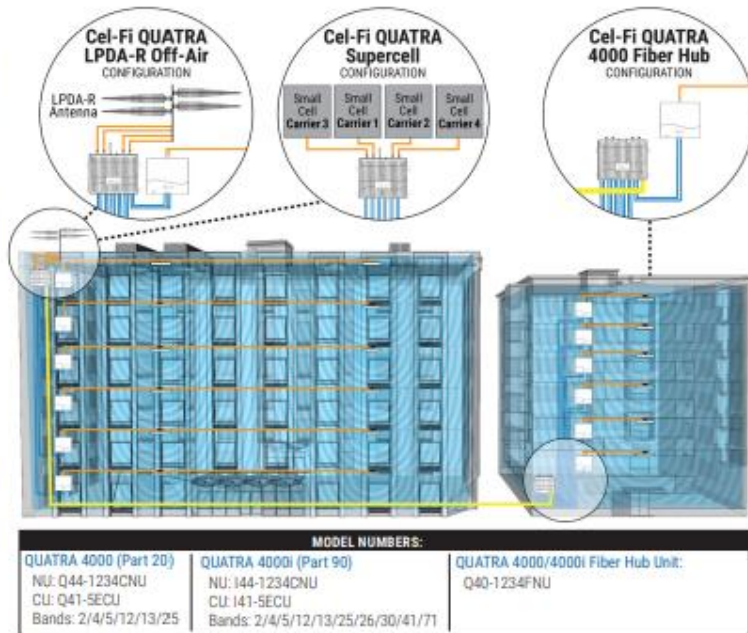 Cel-Fi QUATRA
LPDA-R Off-Air
CONFIGURATION
LPDA-R
Antenna
Cel-Fi QUATRA
Supercell
CONFIGURATION
Small
Cell
Carrier 3
Small
Cell
Carrier 1
Small
Cell
Carrier 2
Small
Cell
Carrier 4
Cel-Fi QUATRA
4000 Fiber Hub
CONFIGURATION
MODEL NUMBERS:
QUATRA 4000 (Part 20)
NU: Q44-1234CNU
CU: Q41-5ECU
Bands: 2/4/5/12/13/25
QUATRA 4000i (Part 90)
NU: I44-1234CNU
CU: I41-5ECU
Bands: 2/4/5/12/13/25/26/30/41/71
QUATRA 4000/4000i Fiber Hub Unit:
Q40-1234FNU